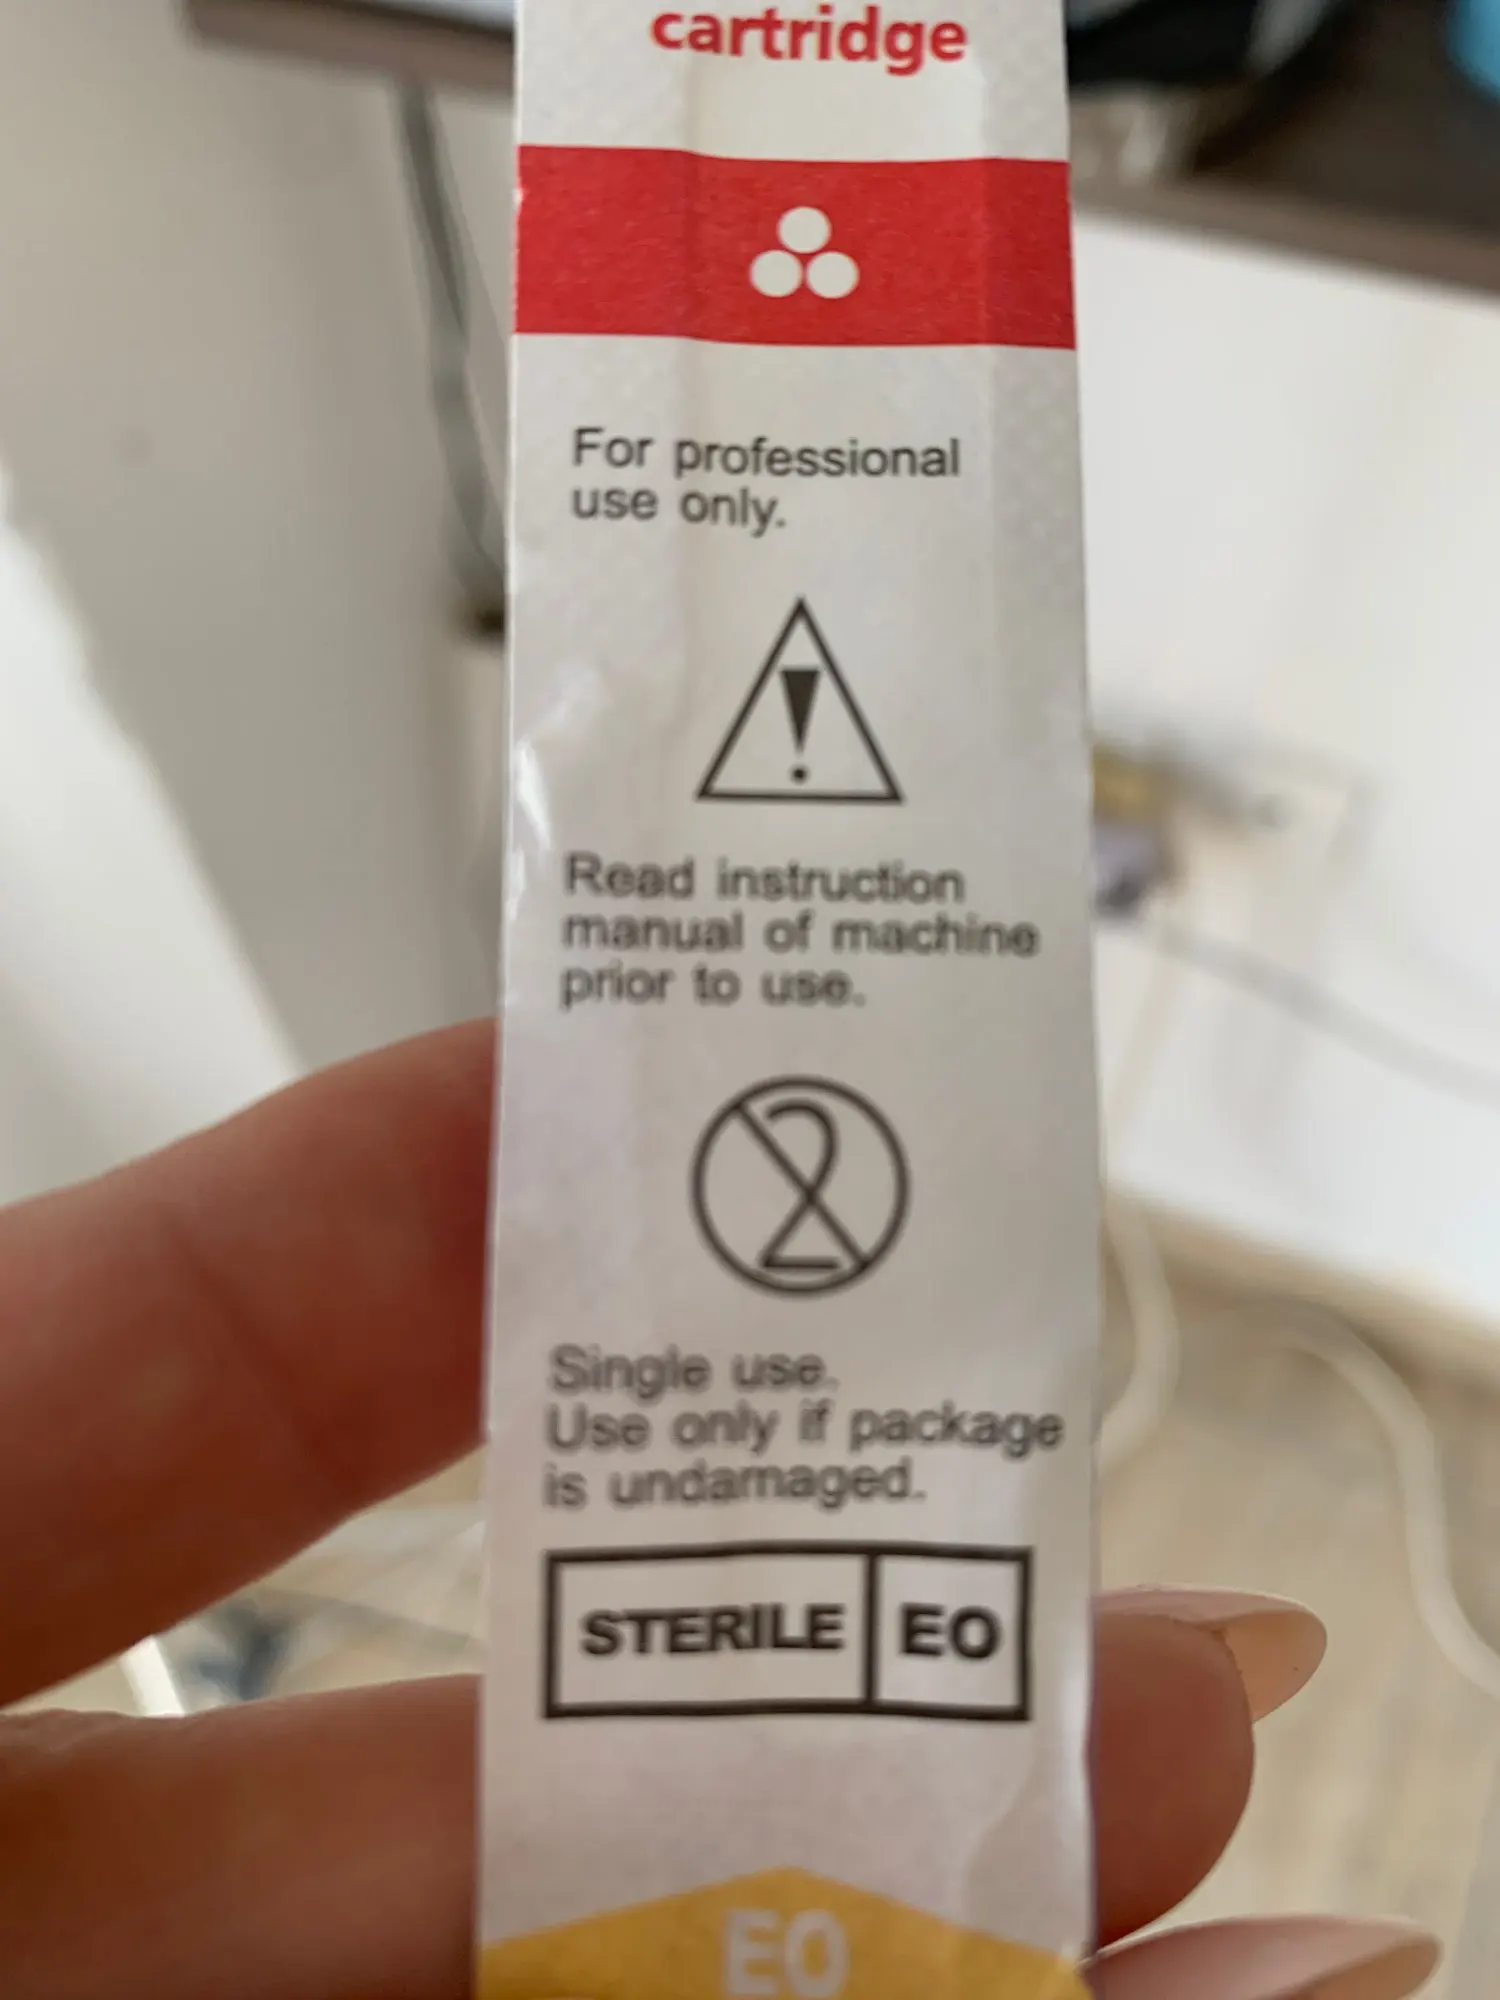 cartridge
For professional
use only.
Read instruction
manual of machine
prior to use.
2
Single use.
Use only if package
is undamaged.
STERILE EO
EO